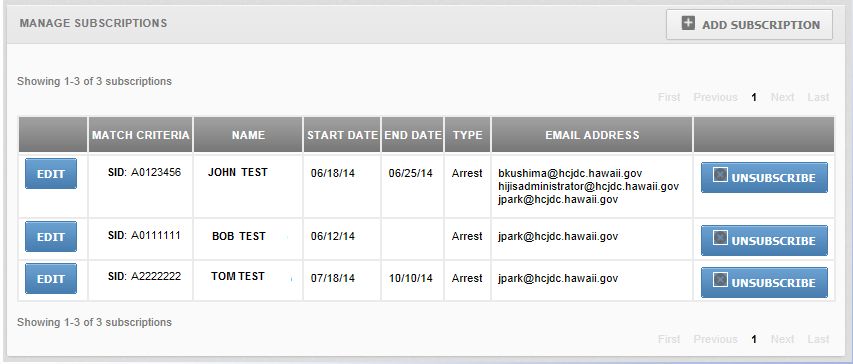 MANAGE SUBSCRIPTIONS
ADD SUBSCRIPTION
Showing 1-3 of 3 subscriptions
First Previous 1 Next Last
MATCH CRITERIA NAME START DATE END DATE TYPE EMAIL ADDRESS
EDIT SID: A0123456 JOHN TEST 06/18/14 06/25/14 Arrest bkushima@hcjdc.hawaii.gov UNSUBSCRIBE
hijisadministrator@hcjdc.hawaii.gov
jpark@hcjdc.hawaii.gov
EDIT SID: A0111111 BOB TEST 06/12/14 Arrest jpark@hcjdc.hawaii.gov UNSUBSCRIBE
EDIT SID: A2222222 TOM TEST 07/18/14 10/10/14 Arrest jpark@hcjdc.hawaii.gov UNSUBSCRIBE
Showing 1-3 of 3 subscriptions
First Previous 1 Next Last